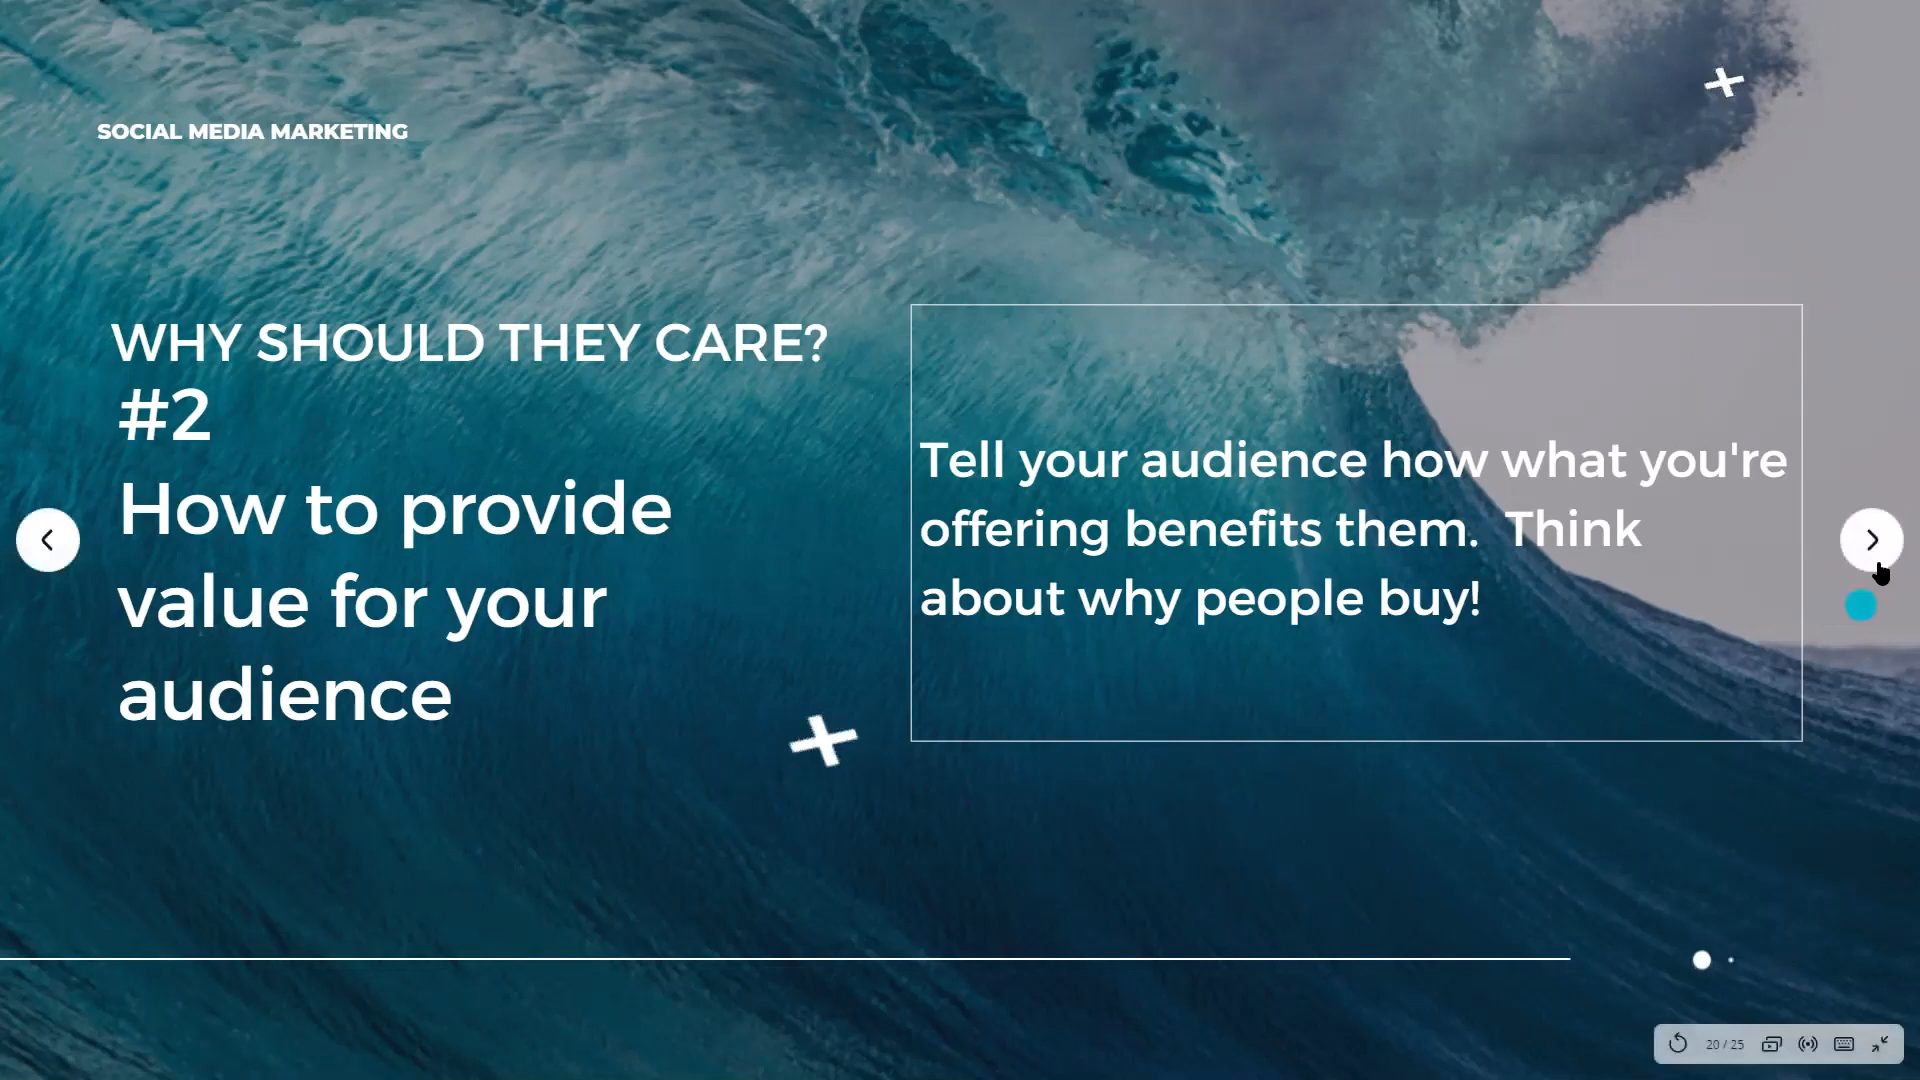 SOCIAL MEDIA MARKETING
WHY SHOULD THEY CARE?
#2
How to provide
value for your
audience
Tell your audience how what you're
offering benefits them.  Think
about why people buy!
20 / 25